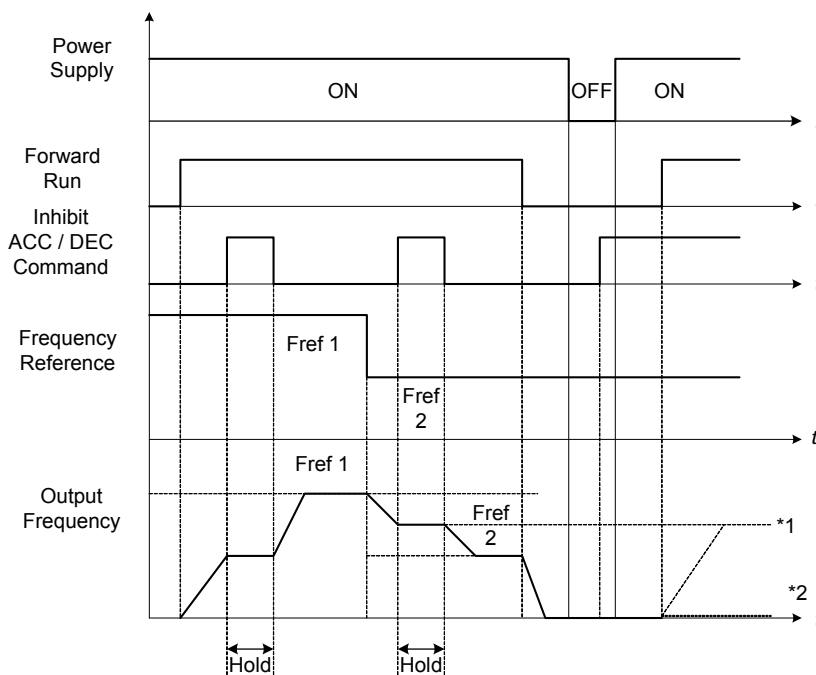 Power
Supply
ON
OFF
ON
Forward
Run
Inhibit
ACC / DEC
Command
Frequency
Reference
Fref 1
Fref
2
t
Fref 1
Output
Frequency
Fref
2
*1
*2
Hold
Hold